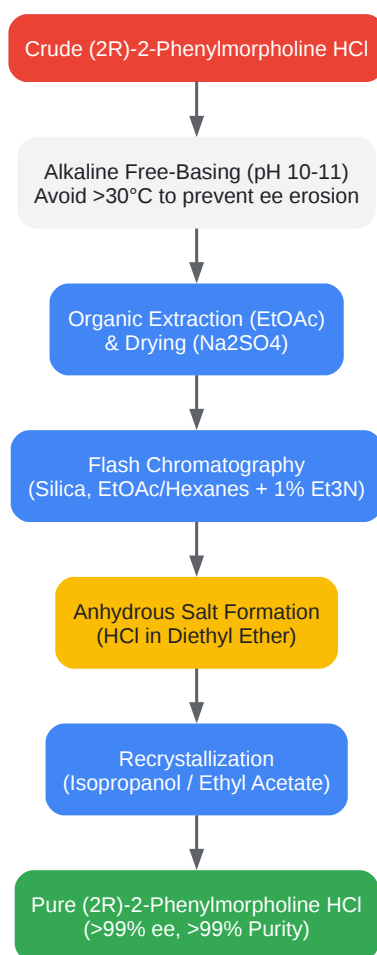 Crude (2R)-2-Phenylmorpholine HCl
Alkaline Free-Basing (pH 10-11)
Avoid >30°C to prevent ee erosion
Organic Extraction (EtOAc)
& Drying (Na2SO4)
Flash Chromatography
(Silica, EtOAc/Hexanes + 1% Et3N)
Anhydrous Salt Formation
(HCl in Diethyl Ether)
Recrystallization
(Isopropanol / Ethyl Acetate)
Pure (2R)-2-Phenylmorpholine HCl
(>99% ee, >99% Purity)